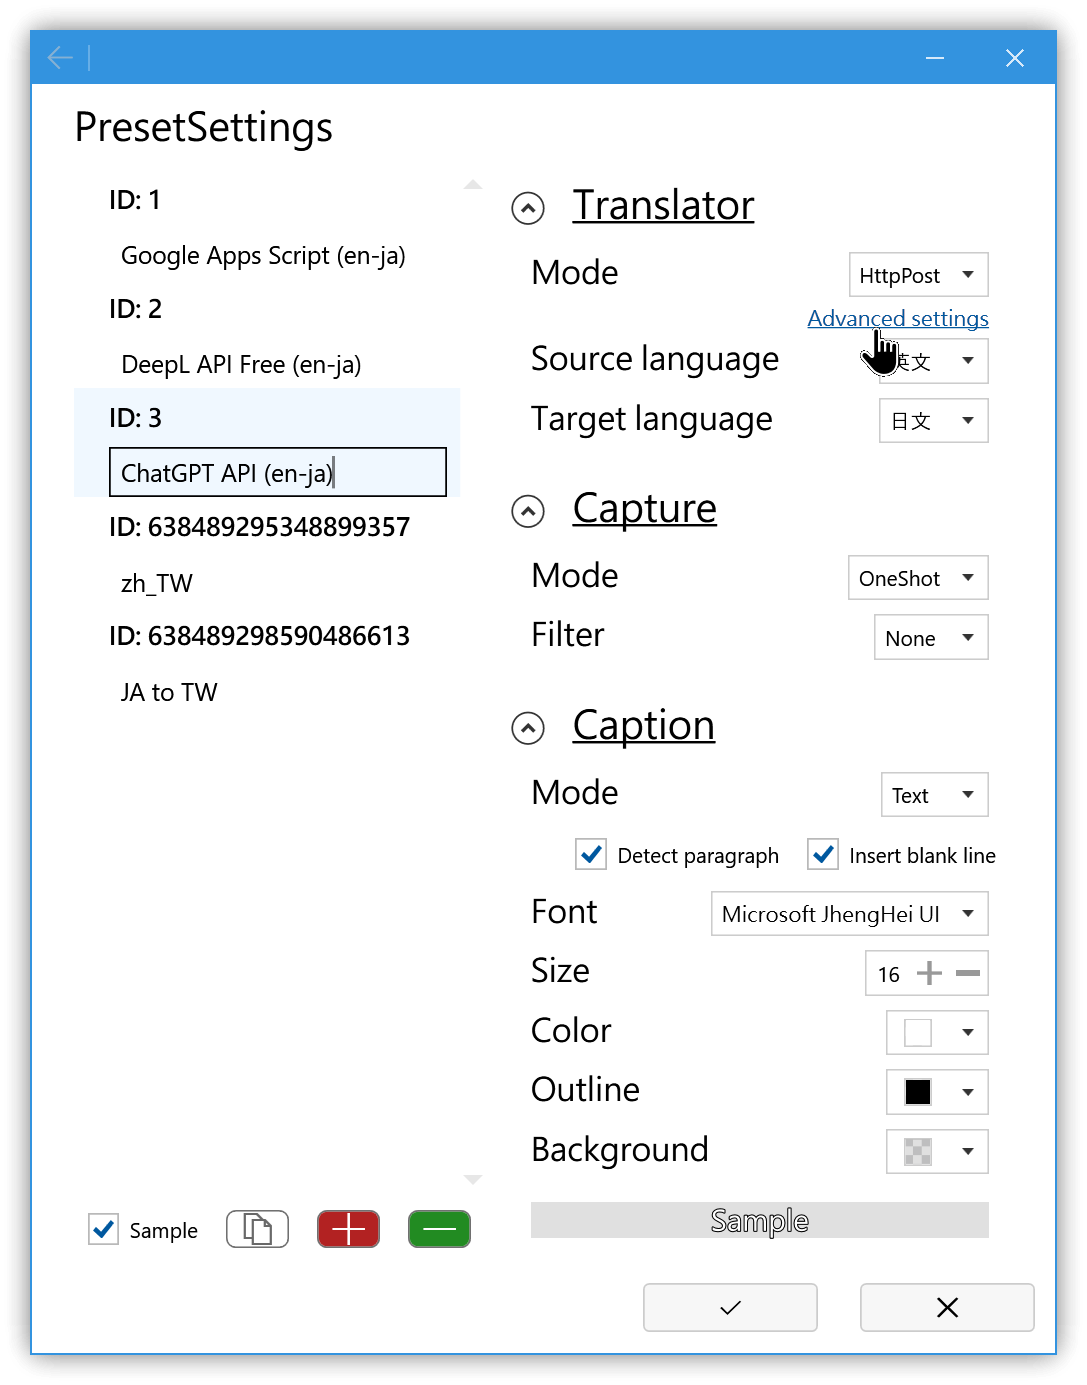 PresetSettings
ID: 1
Google Apps Script (en-ja)
ID: 2
DeepL API Free (en-ja)
ID: 3
ChatGPT API (en-ja)
ID: 638489295348899357
zh_TW
ID: 638489298590486613
JA to TW
Sample
Translator
Mode
HttpPost
Advanced settings
Source language
英文
Target language
日文
Capture
Mode
OneShot
Filter
None
Caption
Mode
Text
Detect paragraph
Insert blank line
Font
Microsoft JhengHei UI
Size
16
Color
Outline
Background
Sample